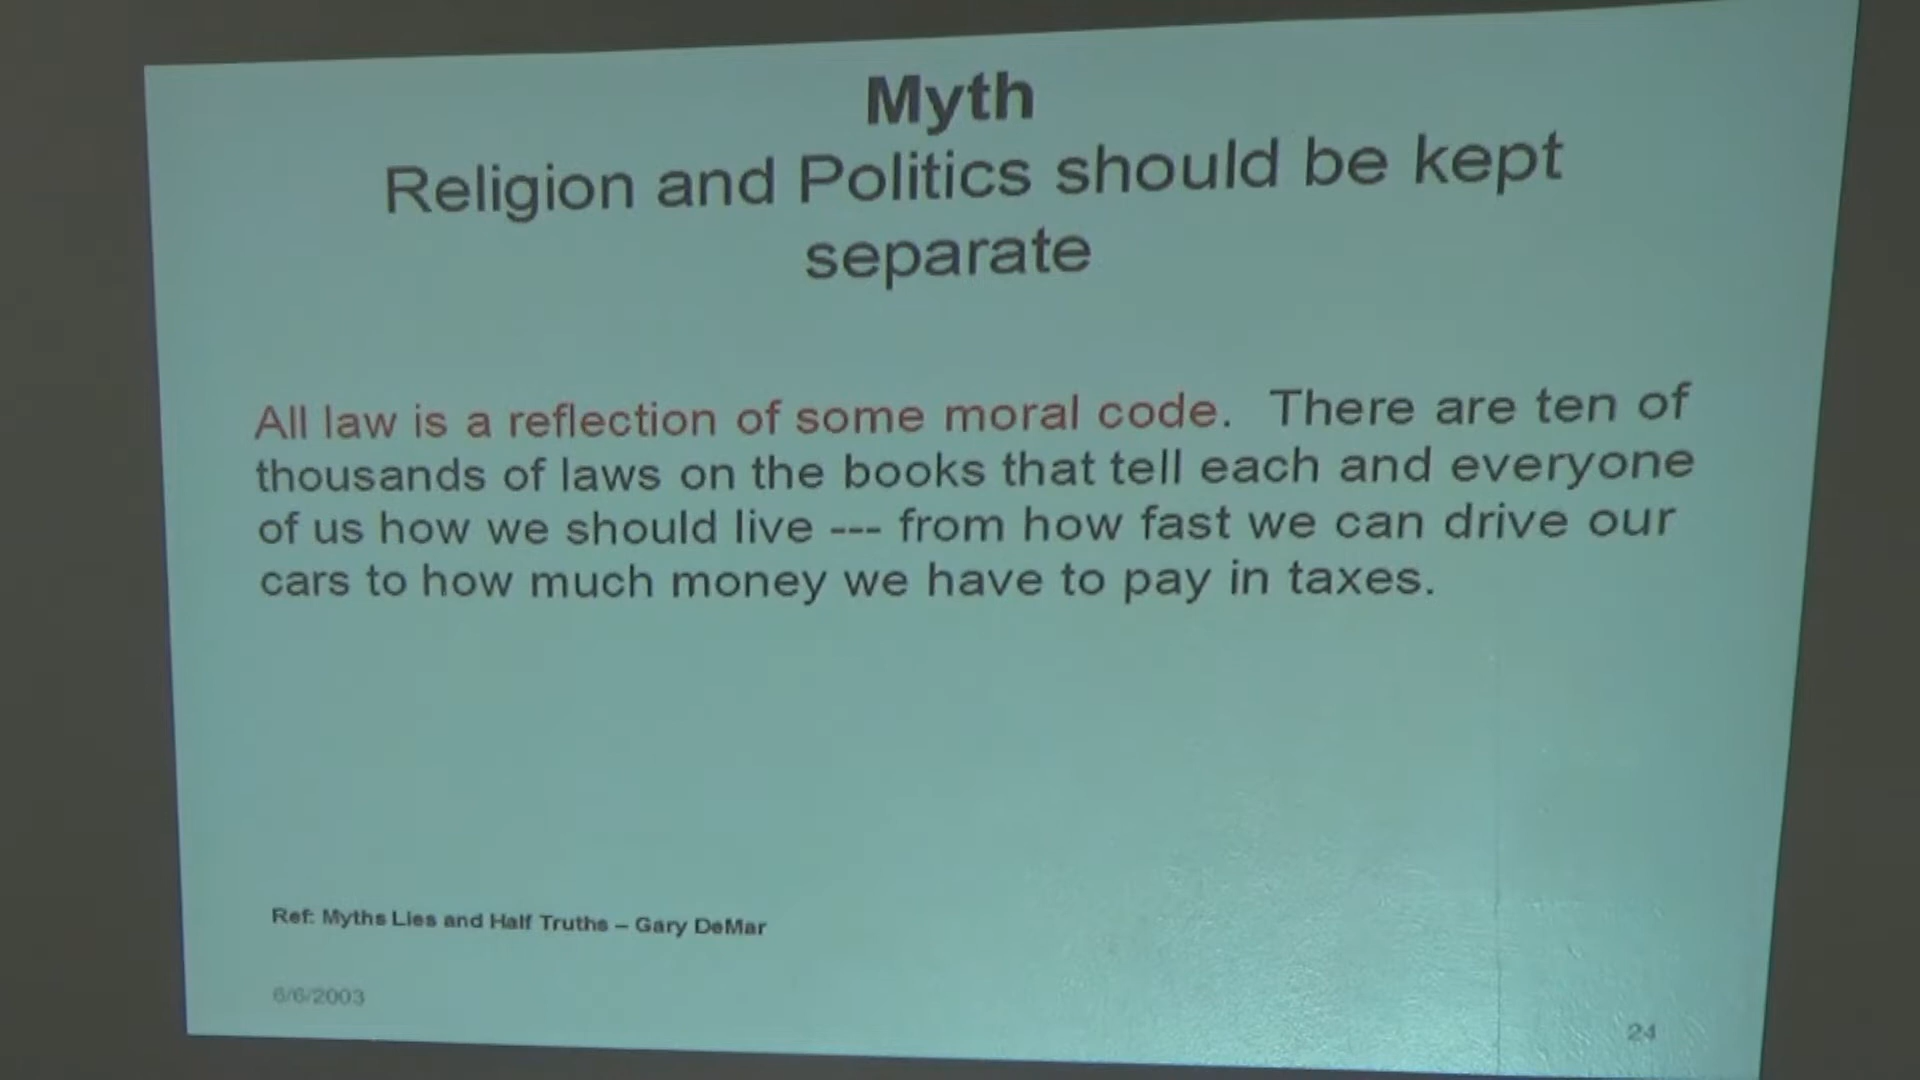 Myth
Religion and Politics should be kept
separate
All law is a reflection of some moral code. There are ten of
thousands of laws on the books that tell each and everyone
of us how we should live --- from how fast we can drive our
cars to how much money we have to pay in taxes.
Ref: Myths Lies and Half Truths – Gary DeMar
6/6/2003
24